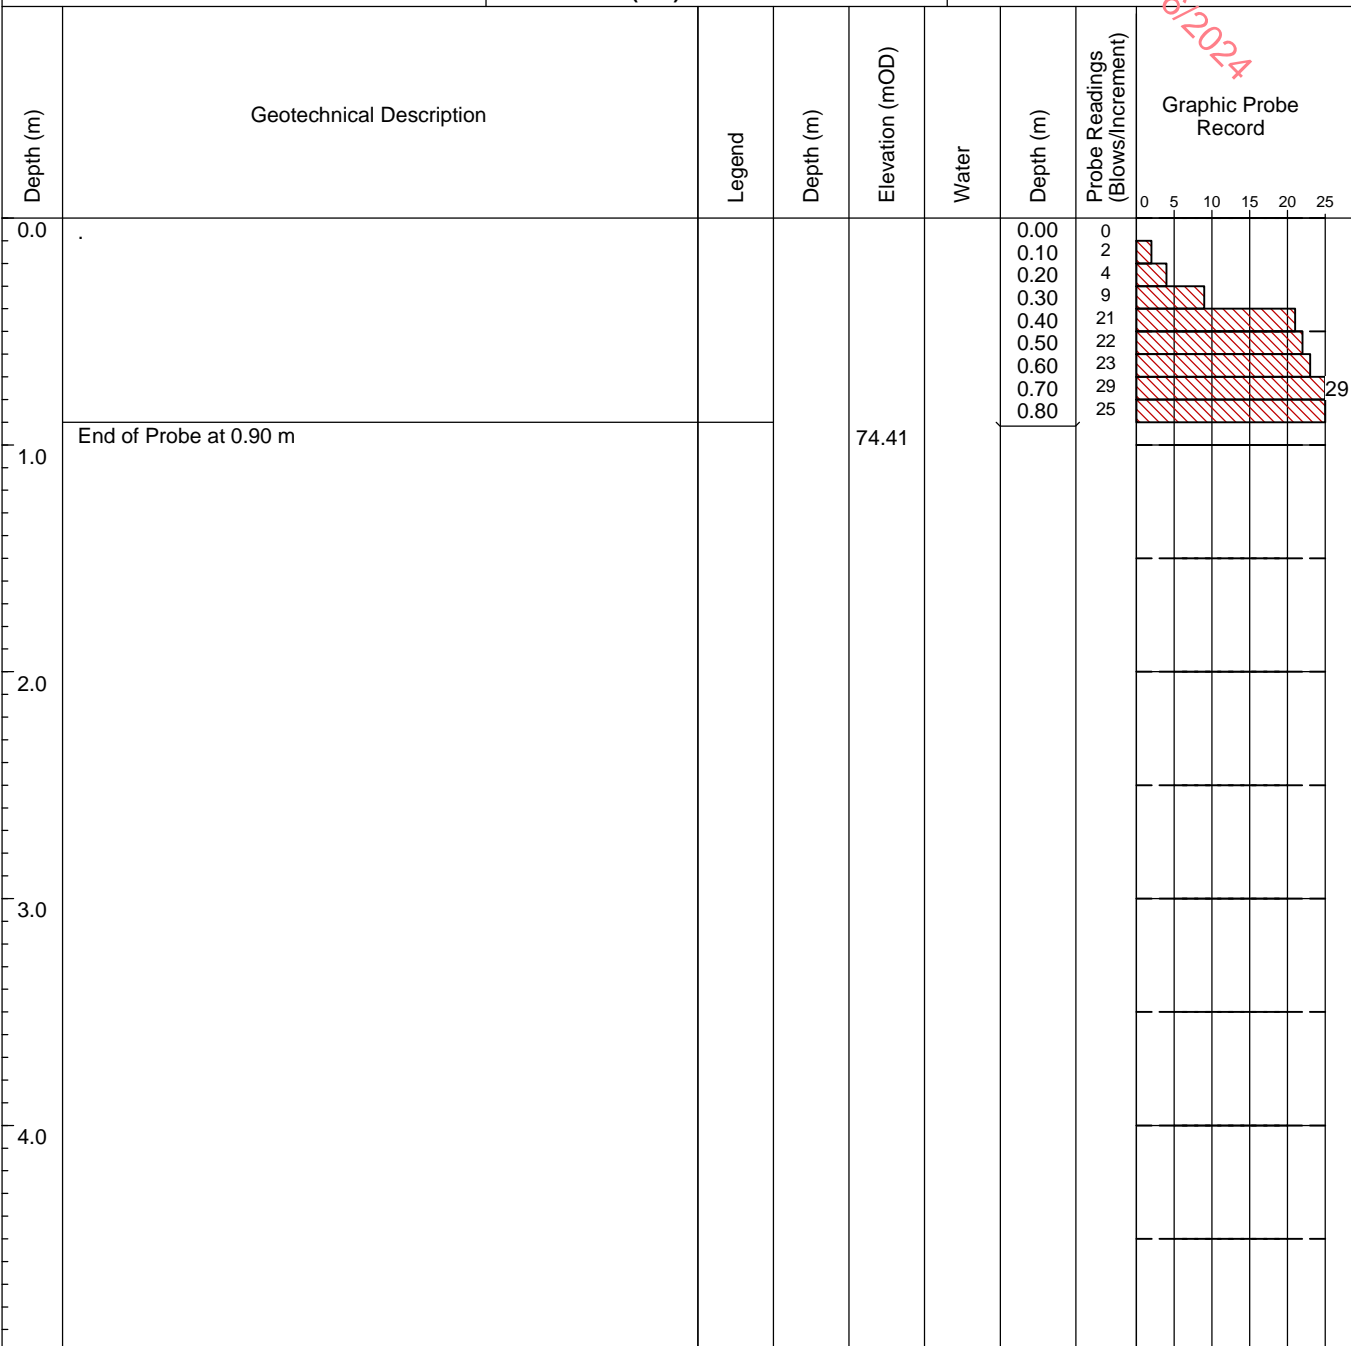 6/2024
Depth (m)
Geotechnical Description
Legend
Depth (m)
Elevation (mOD)
Water
Depth (m)
Probe Readings
(Blows/Increment)
Graphic Probe
Record
0 5 10 15 20 25
0.0 . 0.00 0
0.10 2
0.20 4
0.30 9
0.40 21
0.50 22
0.60 23
0.70 29 29
0.80 25
End of Probe at 0.90 m 74.41
1.0
2.0
3.0
4.0